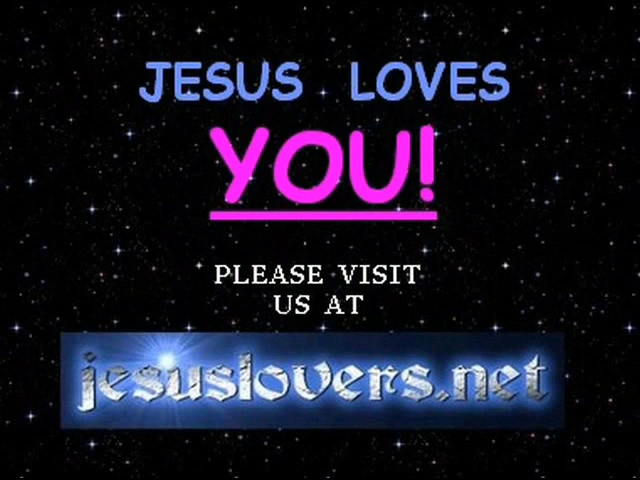 JESUS LOVES
YOU!
PLEASE VISIT
US AT
jesuslovers.net